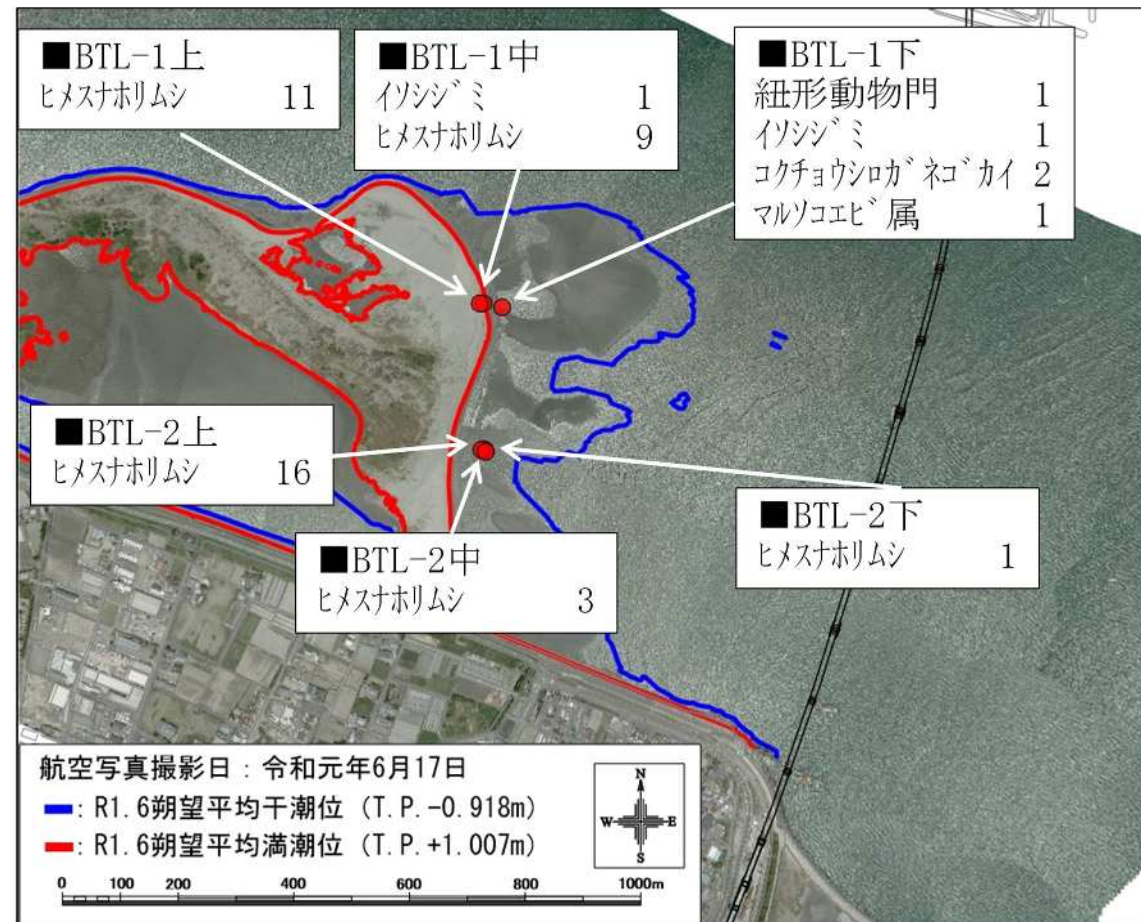 ■BTL-1上
ヒメスナホリムシ 11
■BTL-1中
イソシジミ 1
ヒメスナホリムシ 9
■BTL-1下
紐形動物門 1
イソシジミ 1
コクチョウシロガネゴカイ 2
マルソコエビ属 1
■BTL-2上
ヒメスナホリムシ 16
■BTL-2中
ヒメスナホリムシ 3
■BTL-2下
ヒメスナホリムシ 1
航空写真撮影日：令和元年6月17日
：R1.6朔望平均干潮位（T.P.-0.918m）
：R1.6朔望平均満潮位（T.P.+1.007m）
N
W E
S
0 100 200 400 600 800 1000m